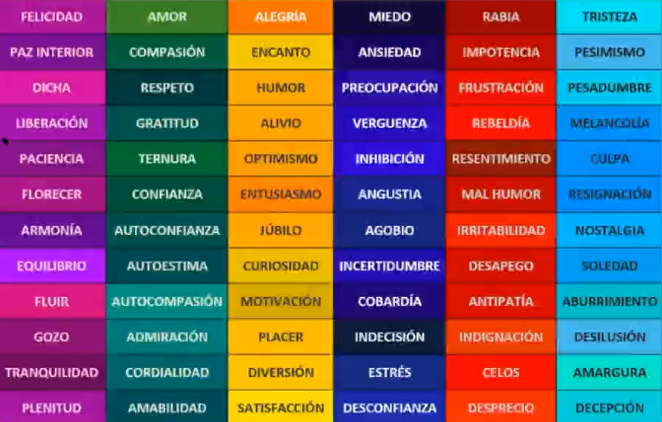 FELICIDAD AMOR ALEGRÍA MIEDO RABIA TRISTEZA
PAZ INTERIOR COMPASIÓN ENCANTO ANSIEDAD IMPOTENCIA PESIMISMO
DICHA RESPETO HUMOR PREOCUPACIÓN FRUSTRACIÓN PESADUMBRE
LIBERACIÓN GRATITUD ALIVIO VERGUENZA REBELDÍA MELANCOLÍA
PACIENCIA TERNURA OPTIMISMO INHIBICIÓN RESENTIMIENTO CULPA
FLORECER CONFIANZA ENTUSIASMO ANGUSTIA MAL HUMOR RESIGNACIÓN
ARMONÍA AUTOCONFIANZA JÚBILO AGOBIO IRRITABILIDAD NOSTALGIA
EQUILIBRIO AUTOESTIMA CURIOSIDAD INCERTIDUMBRE DESAPEGO SOLEDAD
FLUIR AUTOCOMPASIÓN MOTIVACIÓN COBARDÍA ANTIPATÍA ABURRIMIENTO
GOZO ADMIRACIÓN PLACER INDECISIÓN INDIGNACIÓN DESILUSIÓN
TRANQUILIDAD CORDIALIDAD DIVERSIÓN ESTRÉS CELOS AMARGURA
PLENITUD AMABILIDAD SATISFACCIÓN DESCONFIANZA DESPRECIO DECEPCIÓN